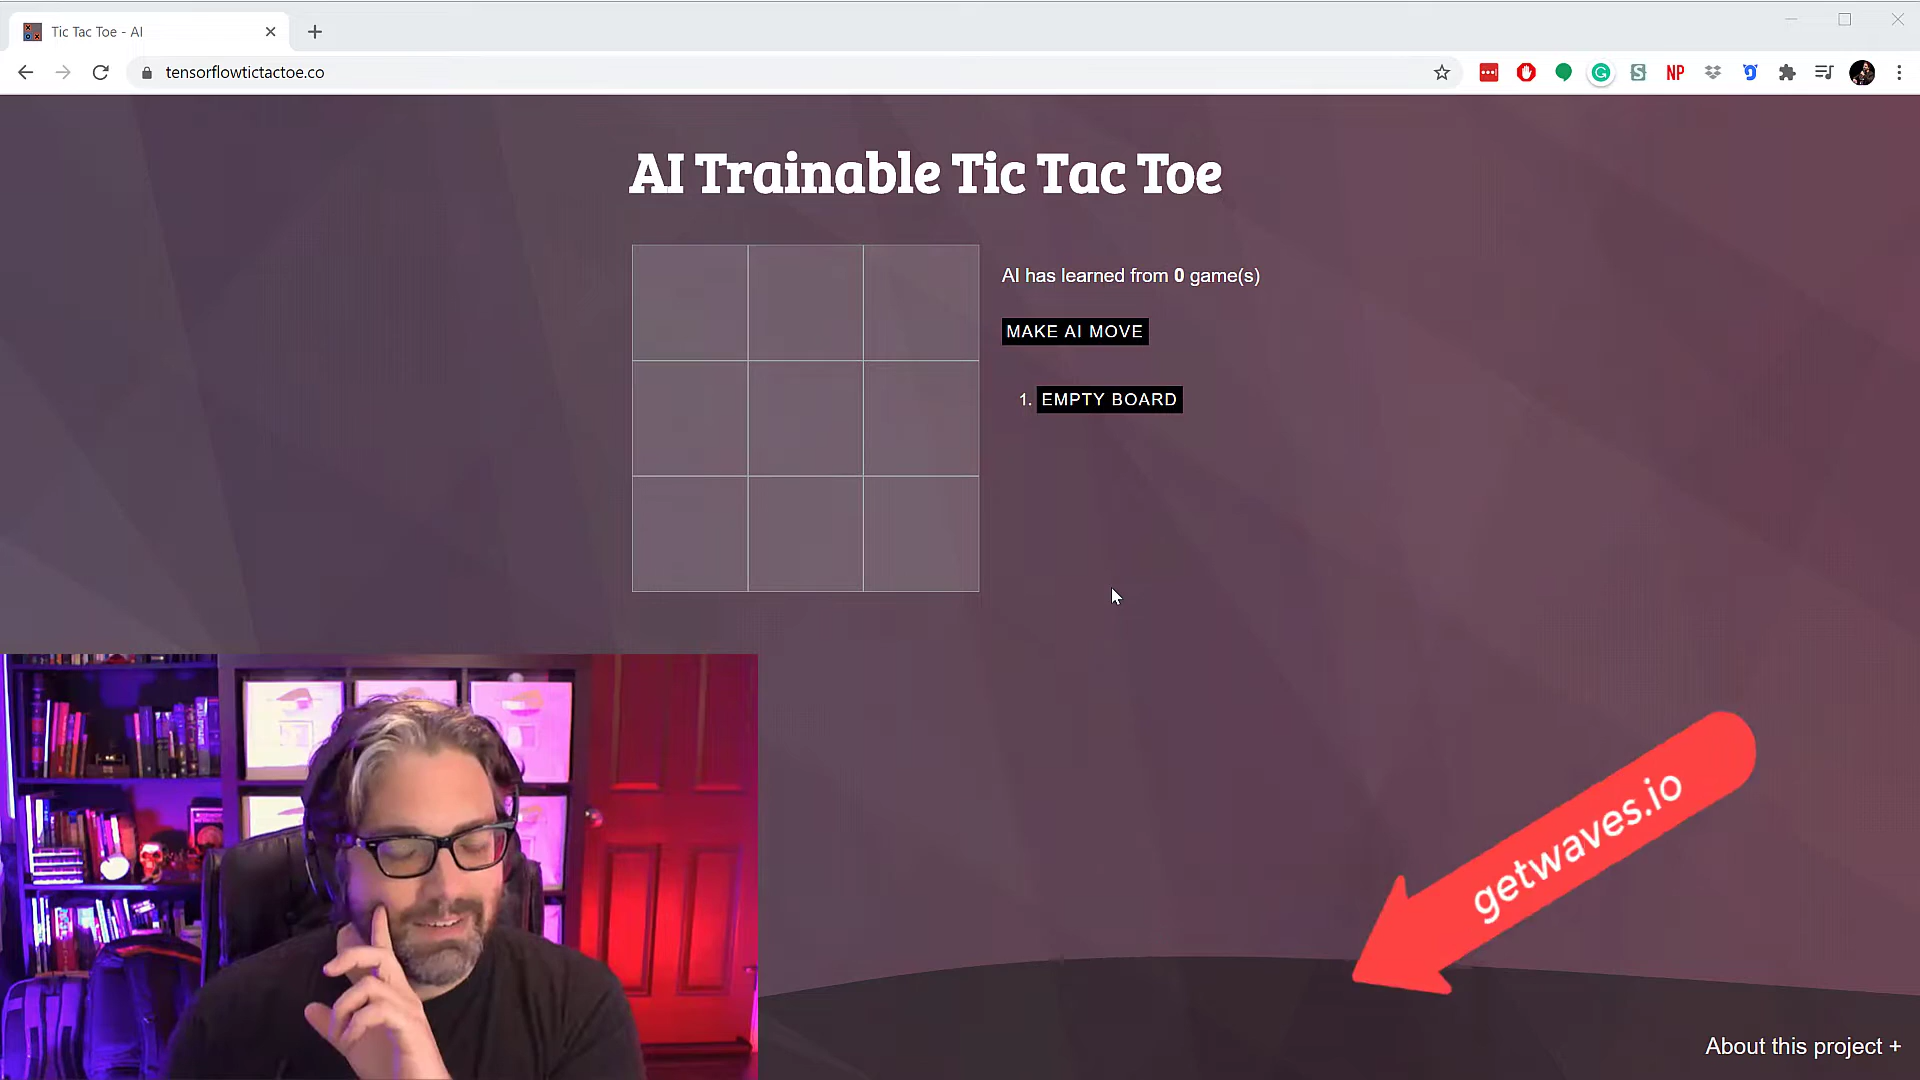 Tic Tac Toe - AI
tensorflowtictactoe.co
NP
AI Trainable Tic Tac Toe
AI has learned from 0 game(s)
MAKE AI MOVE
1. EMPTY BOARD
getwaves.io
About this project +